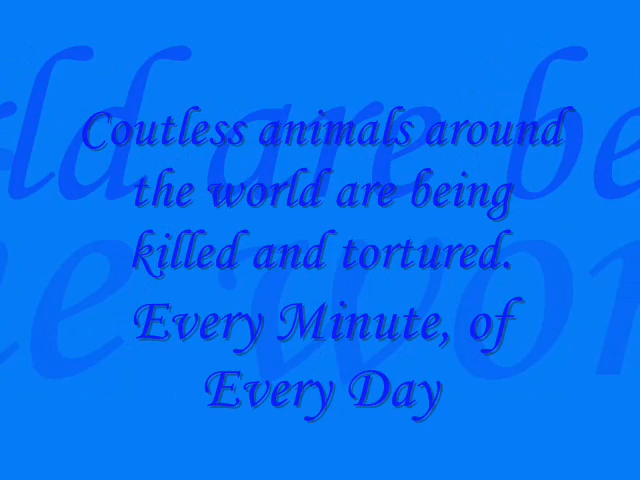 Coutless animals around
the world are being
killed and tortured.
Every Minute, of
Every Day